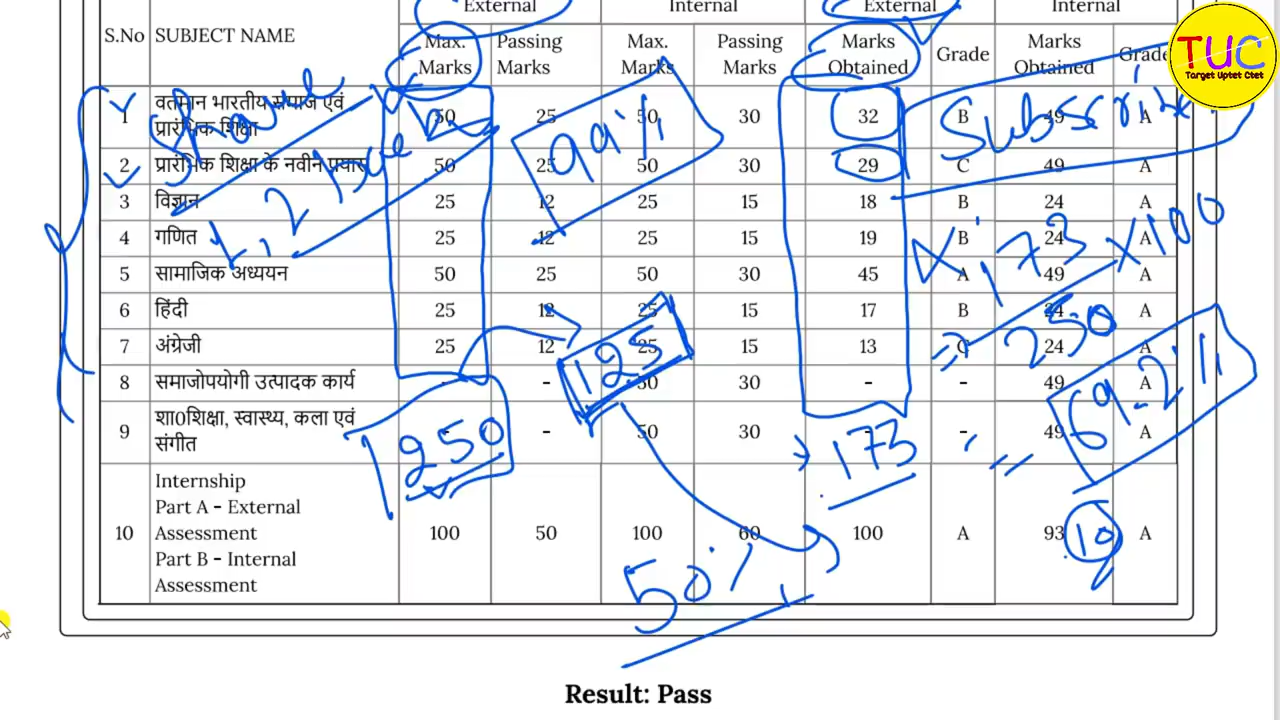 External Internal External Internal
S.No SUBJECT NAME Max. Marks Passing Marks Max. Marks Passing Marks Marks Obtained Grade Marks Obtained Grade
1 वर्तमान भारतीय समाज एवं प्रारंभिक शिक्षा 50 25 50 30 32 B 49 A
2 प्रारंभिक शिक्षा के नवीन प्रयास 50 25 50 30 29 C 49 A
3 विज्ञान 25 12 25 15 18 B 24 A
4 गणित 25 12 25 15 19 B 24 A
5 सामाजिक अध्ययन 50 25 50 30 45 A 49 A
6 हिंदी 25 12 25 15 17 B 24 A
7 अंग्रेजी 25 12 25 15 13 C 24 A
8 समाजोपयोगी उत्पादक कार्य - - 50 30 - - 49 A
9 शा0शिक्षा, स्वास्थ्य, कला एवं संगीत - - 50 30 - - 49 A
10 Internship Part A - External Assessment Part B - Internal Assessment 100 50 100 60 100 A 93 A
Result: Pass
TUC
Target Uptet Ctet
Share
Subscribe
99%
173 × 100
250
= 69.2%
125
250
173
50%
10